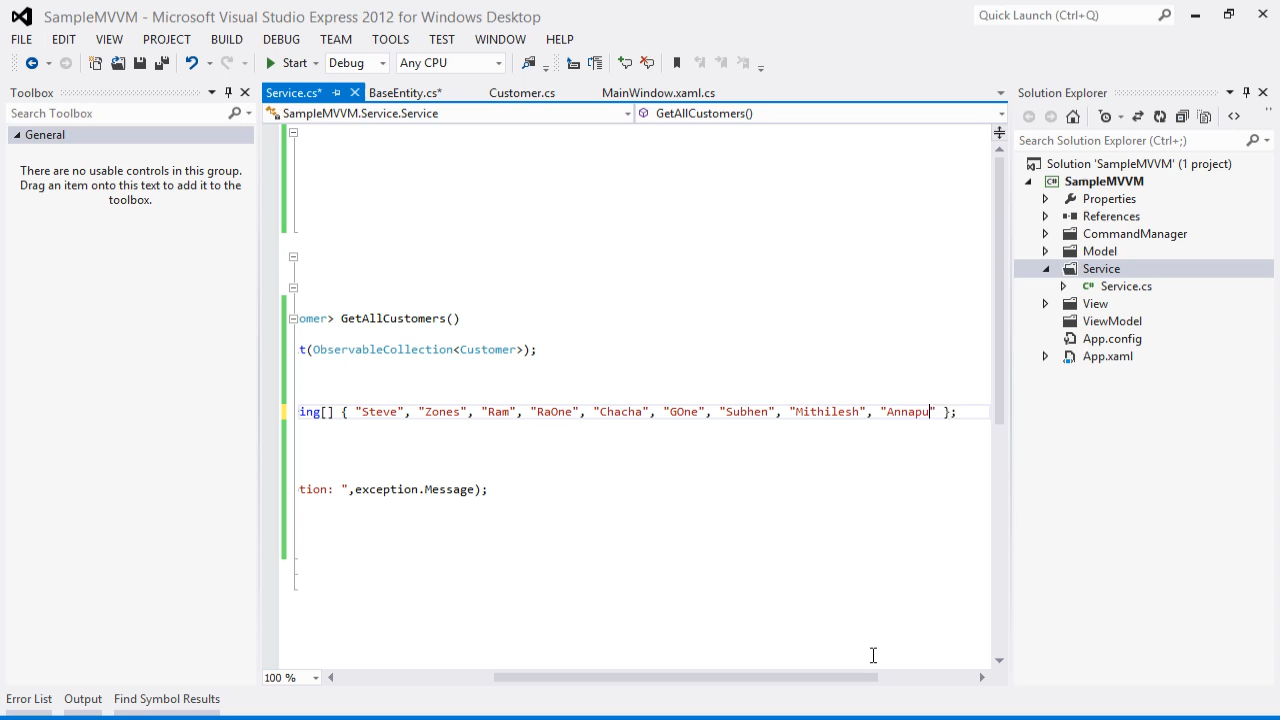 SampleMVVM - Microsoft Visual Studio Express 2012 for Windows Desktop
Quick Launch (Ctrl+Q)
FILE EDIT VIEW PROJECT BUILD DEBUG TEAM TOOLS TEST WINDOW HELP
Start Debug Any CPU
Toolbox
Search Toolbox
General
There are no usable controls in this group.
Drag an item onto this text to add it to the
toolbox.
Service.cs* BaseEntity.cs* Customer.cs MainWindow.xaml.cs
SampleMVVM.Service.Service GetAllCustomers()
omer> GetAllCustomers()
t(ObservableCollection<Customer>);
ing[] { "Steve", "Zones", "Ram", "RaOne", "Chacha", "GOne", "Subhen", "Mithilesh", "Annapu" };
tion: ",exception.Message);
100 %
Solution Explorer
Search Solution Explorer (Ctrl+;)
Solution 'SampleMVVM' (1 project)
C# SampleMVVM
Properties
References
CommandManager
Model
Service
C# Service.cs
View
ViewModel
App.config
App.xaml
Error List Output Find Symbol Results